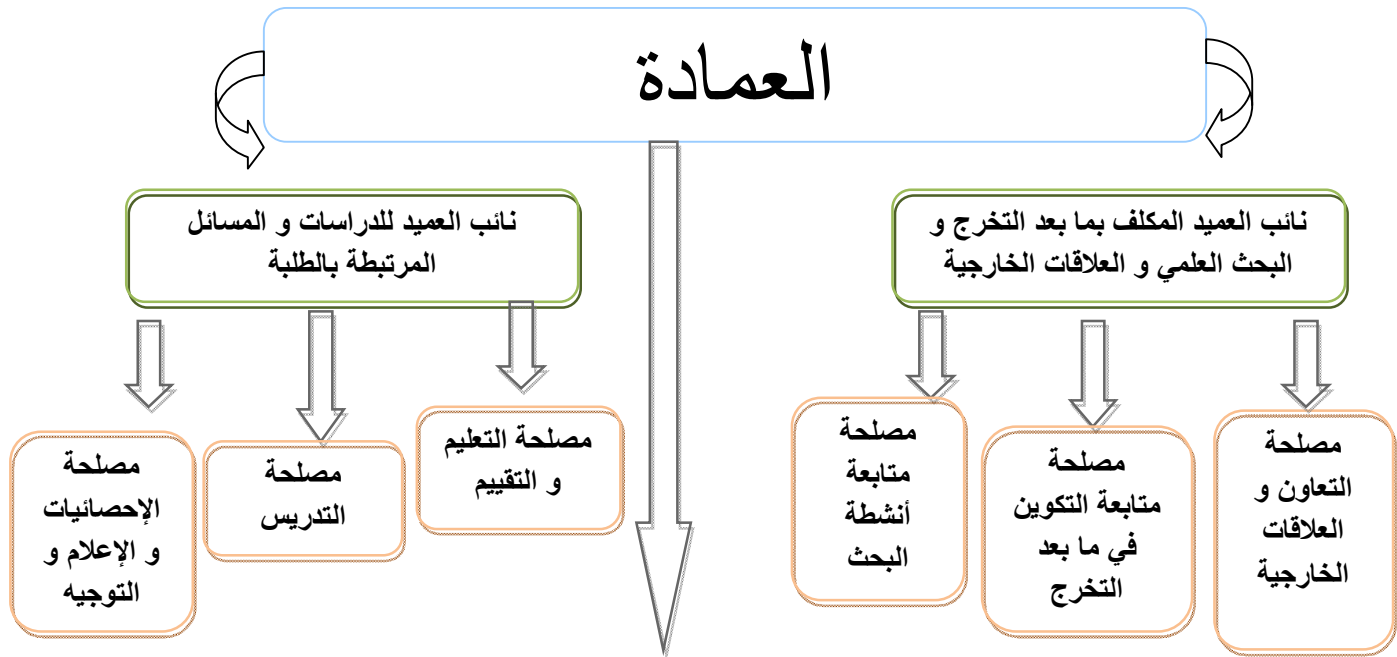 العمادة
نائب العميد المكلف بما بعد التخرج و
البحث العلمي و العلاقات الخارجية
نائب العميد للدراسات و المسائل
المرتبطة بالطلبة
مصلحة
التعاون و
العلاقات
الخارجية
مصلحة
متابعة التكوين
في ما بعد
التخرج
مصلحة
متابعة
أنشطة
البحث
مصلحة التعليم
و التقييم
مصلحة
التدريس
مصلحة
الإحصائيات
و الإعلام و
التوجيه